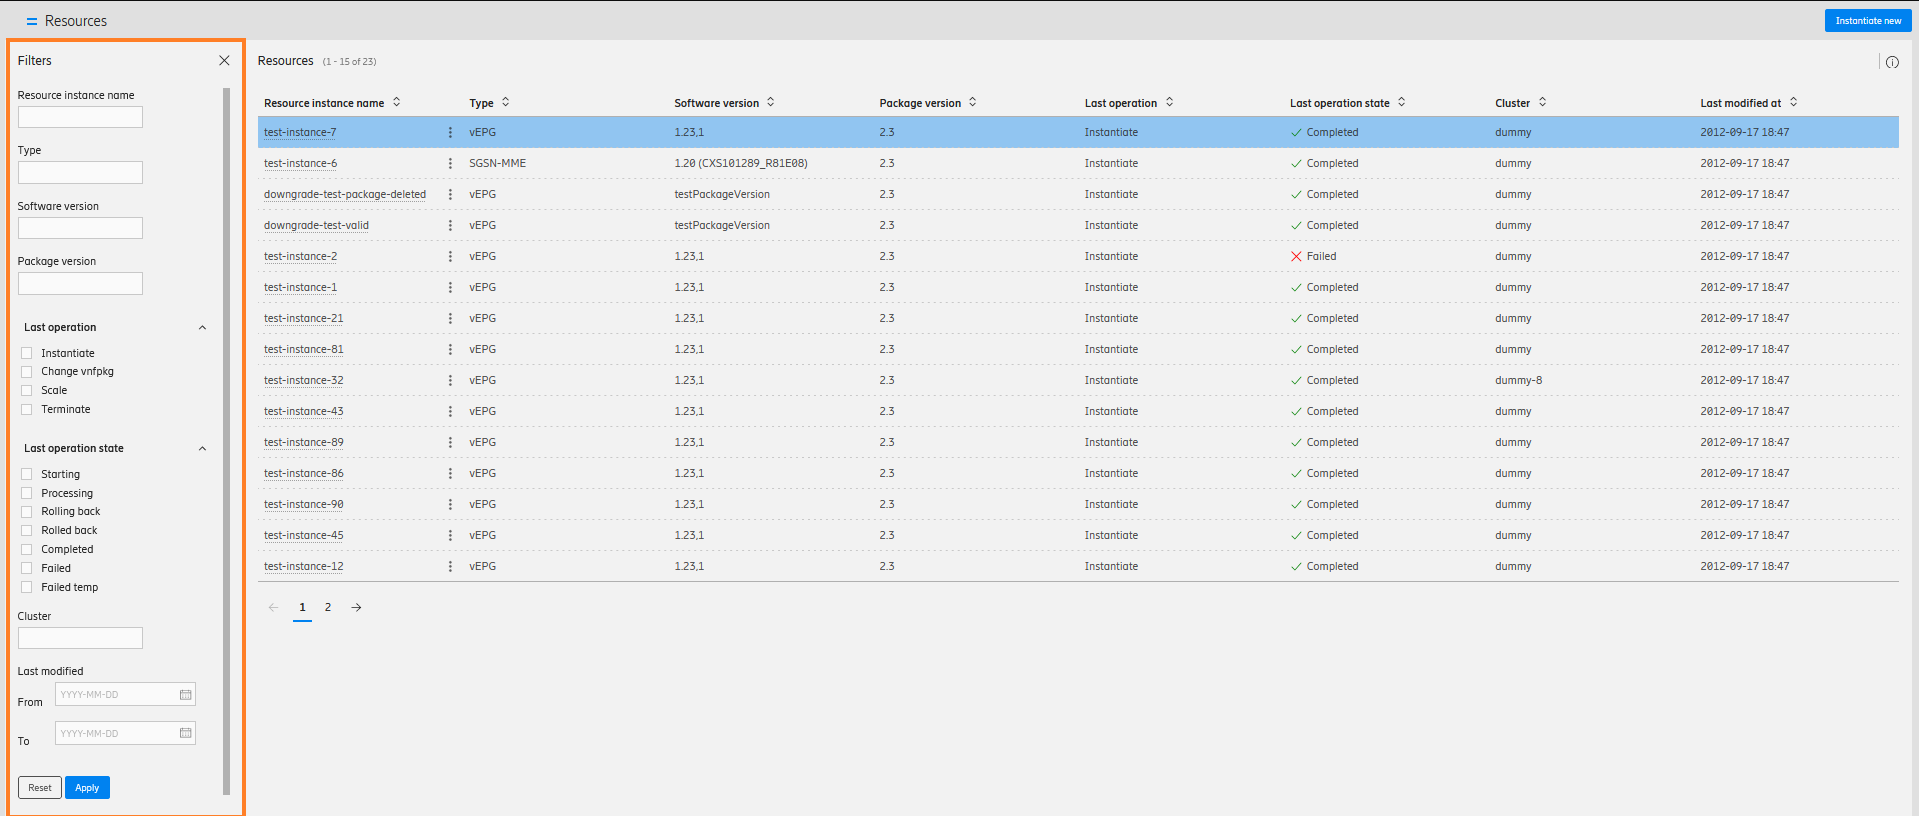 Resources
Instantiate new
Filters
Resource instance name
Type
Software version
Package version
Last operation
Instantiate
Change vnfpkg
Scale
Terminate
Last operation state
Starting
Processing
Rolling back
Rolled back
Completed
Failed
Failed temp
Cluster
Last modified
From YYYY-MM-DD
To YYYY-MM-DD
Reset Apply
Resources (1 - 15 of 23)
Resource instance name Type Software version Package version Last operation Last operation state Cluster Last modified at
test-instance-7 vEPG 1.23,1 2.3 Instantiate Completed dummy 2012-09-17 18:47
test-instance-6 SGSN-MME 1.20 (CXS101289_R81E08) 2.3 Instantiate Completed dummy 2012-09-17 18:47
downgrade-test-package-deleted vEPG testPackageVersion 2.3 Instantiate Completed dummy 2012-09-17 18:47
downgrade-test-valid vEPG testPackageVersion 2.3 Instantiate Completed dummy 2012-09-17 18:47
test-instance-2 vEPG 1.23,1 2.3 Instantiate Failed dummy 2012-09-17 18:47
test-instance-1 vEPG 1.23,1 2.3 Instantiate Completed dummy 2012-09-17 18:47
test-instance-21 vEPG 1.23,1 2.3 Instantiate Completed dummy 2012-09-17 18:47
test-instance-81 vEPG 1.23,1 2.3 Instantiate Completed dummy 2012-09-17 18:47
test-instance-32 vEPG 1.23,1 2.3 Instantiate Completed dummy-8 2012-09-17 18:47
test-instance-43 vEPG 1.23,1 2.3 Instantiate Completed dummy 2012-09-17 18:47
test-instance-89 vEPG 1.23,1 2.3 Instantiate Completed dummy 2012-09-17 18:47
test-instance-86 vEPG 1.23,1 2.3 Instantiate Completed dummy 2012-09-17 18:47
test-instance-90 vEPG 1.23,1 2.3 Instantiate Completed dummy 2012-09-17 18:47
test-instance-45 vEPG 1.23,1 2.3 Instantiate Completed dummy 2012-09-17 18:47
test-instance-12 vEPG 1.23,1 2.3 Instantiate Completed dummy 2012-09-17 18:47
1 2